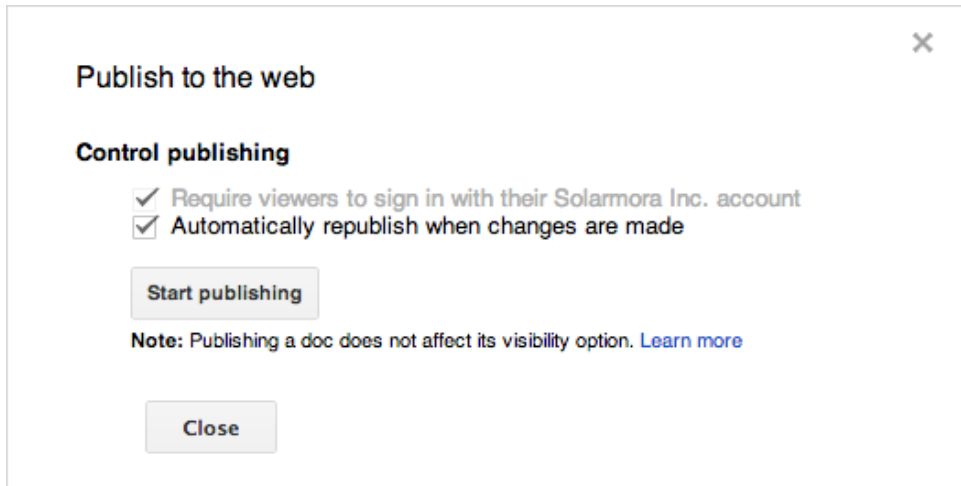 Publish to the web
Control publishing
Require viewers to sign in with their Solarmora Inc. account
Automatically republish when changes are made
Start publishing
Note: Publishing a doc does not affect its visibility option. Learn more
Close